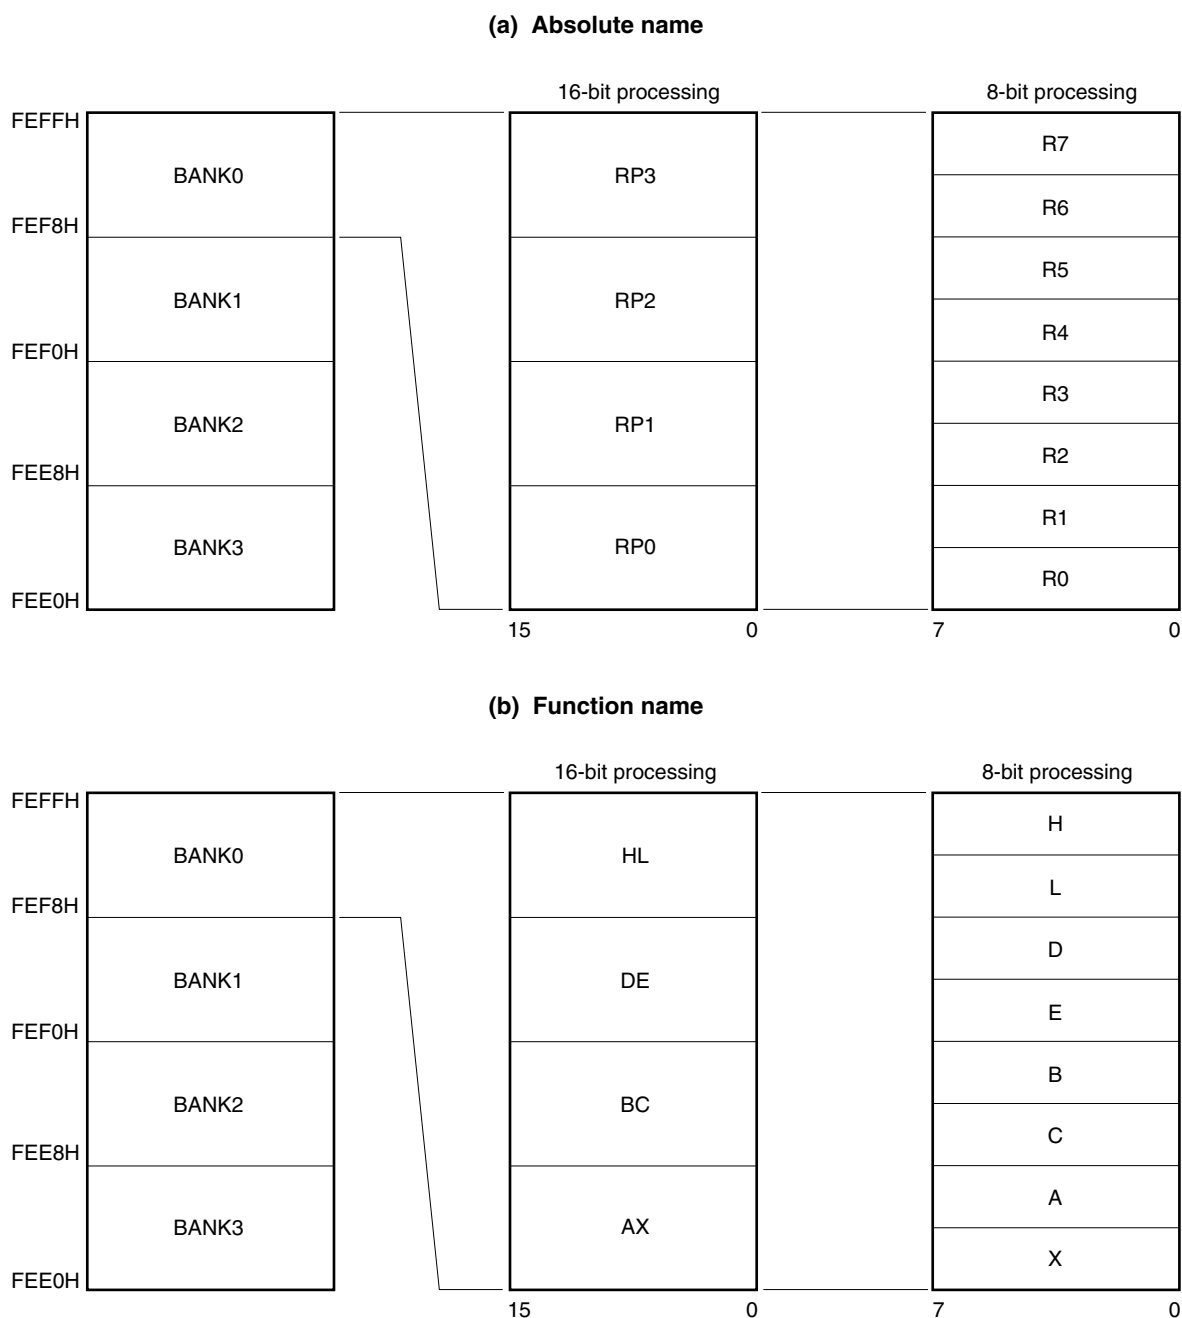 (a) Absolute name
16-bit processing
8-bit processing
FEFFH
BANK0
RP3
R7
R6
FEF8H
BANK1
RP2
R5
R4
FEF0H
BANK2
RP1
R3
R2
FEE8H
BANK3
RP0
R1
R0
FEE0H
15
0
7
0
(b) Function name
16-bit processing
8-bit processing
FEFFH
BANK0
HL
H
L
FEF8H
BANK1
DE
D
E
FEF0H
BANK2
BC
B
C
FEE8H
BANK3
AX
A
X
FEE0H
15
0
7
0